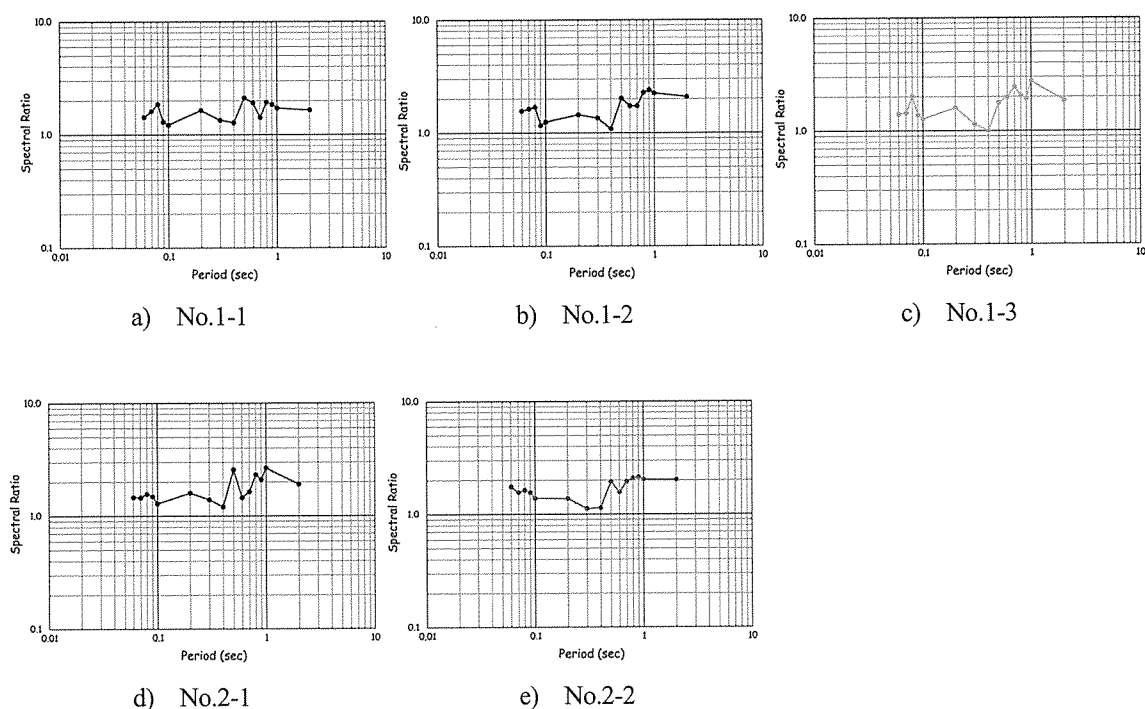 10.0
Spectral Ratio
1.0
0.1
0.01
0.1
1
10
Period (sec)
a) No.1-1
10.0
Spectral Ratio
1.0
0.1
0.01
0.1
1
10
Period (sec)
b) No.1-2
10.0
Spectral Ratio
1.0
0.1
0.01
0.1
1
10
Period (sec)
c) No.1-3
10.0
Spectral Ratio
1.0
0.1
0.01
0.1
1
10
Period (sec)
d) No.2-1
10.0
Spectral Ratio
1.0
0.1
0.01
0.1
1
10
Period (sec)
e) No.2-2